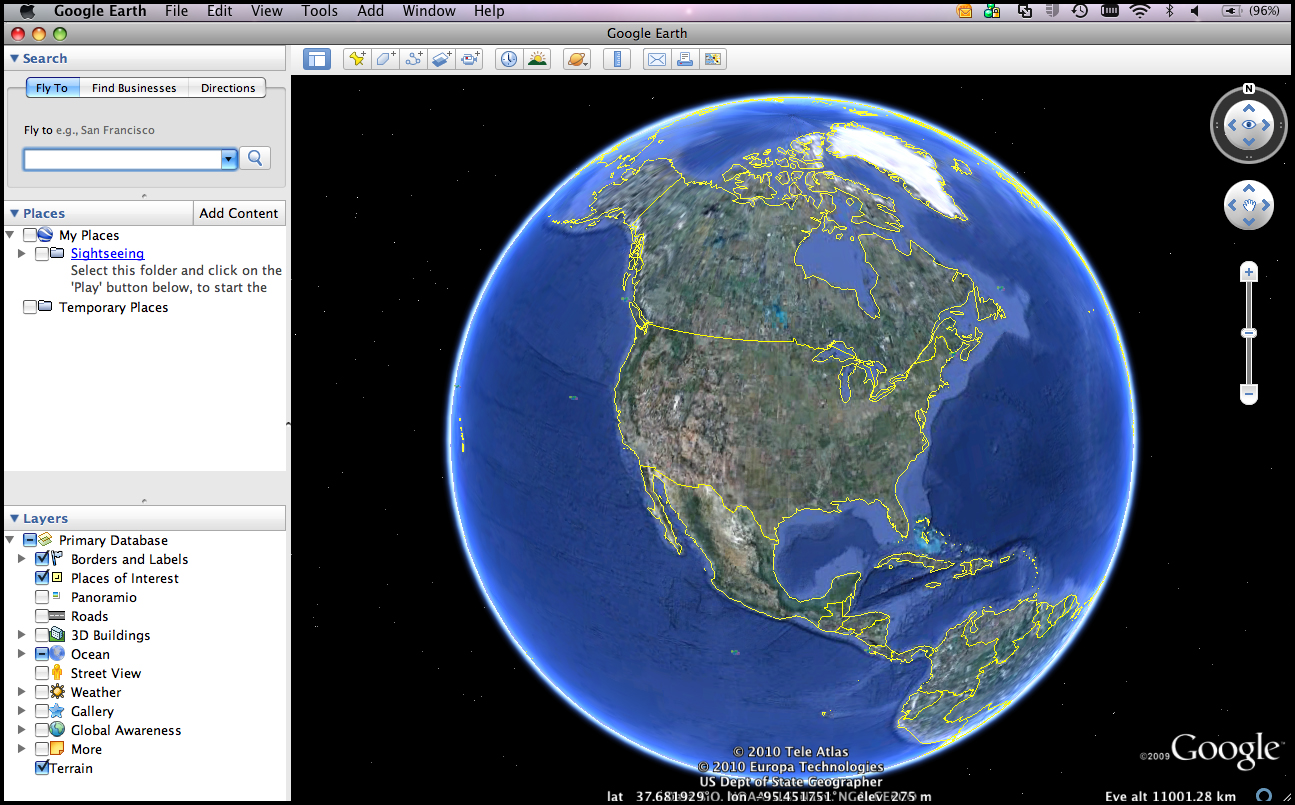 Google Earth File Edit View Tools Add Window Help (96%)
Google Earth
Search
Fly To Find Businesses Directions
Fly to e.g., San Francisco
Places Add Content
My Places
Sightseeing
Select this folder and click on the
'Play' button below, to start the
Temporary Places
Layers
Primary Database
Borders and Labels
Places of Interest
Panoramio
Roads
3D Buildings
Ocean
Street View
Weather
Gallery
Global Awareness
More
Terrain
N
© 2010 Tele Atlas
© 2010 Europa Technologies
US Dept of State Geographer
©2009 Google
lat 37.681929° lon -95.451751° elev 275 m
Eye alt 11001.28 km